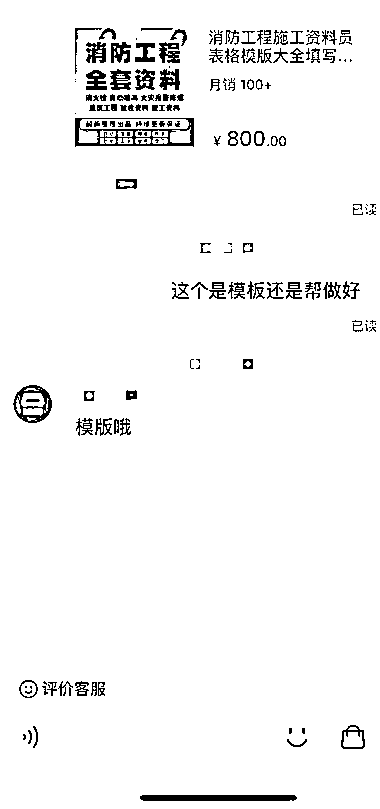 消防工程
全套资料
消防工程施工资料员
表格模版大全填写...
月销 100+
¥ 800.00
已读
这个是模板还是帮做好
已读
模版哦
评价客服